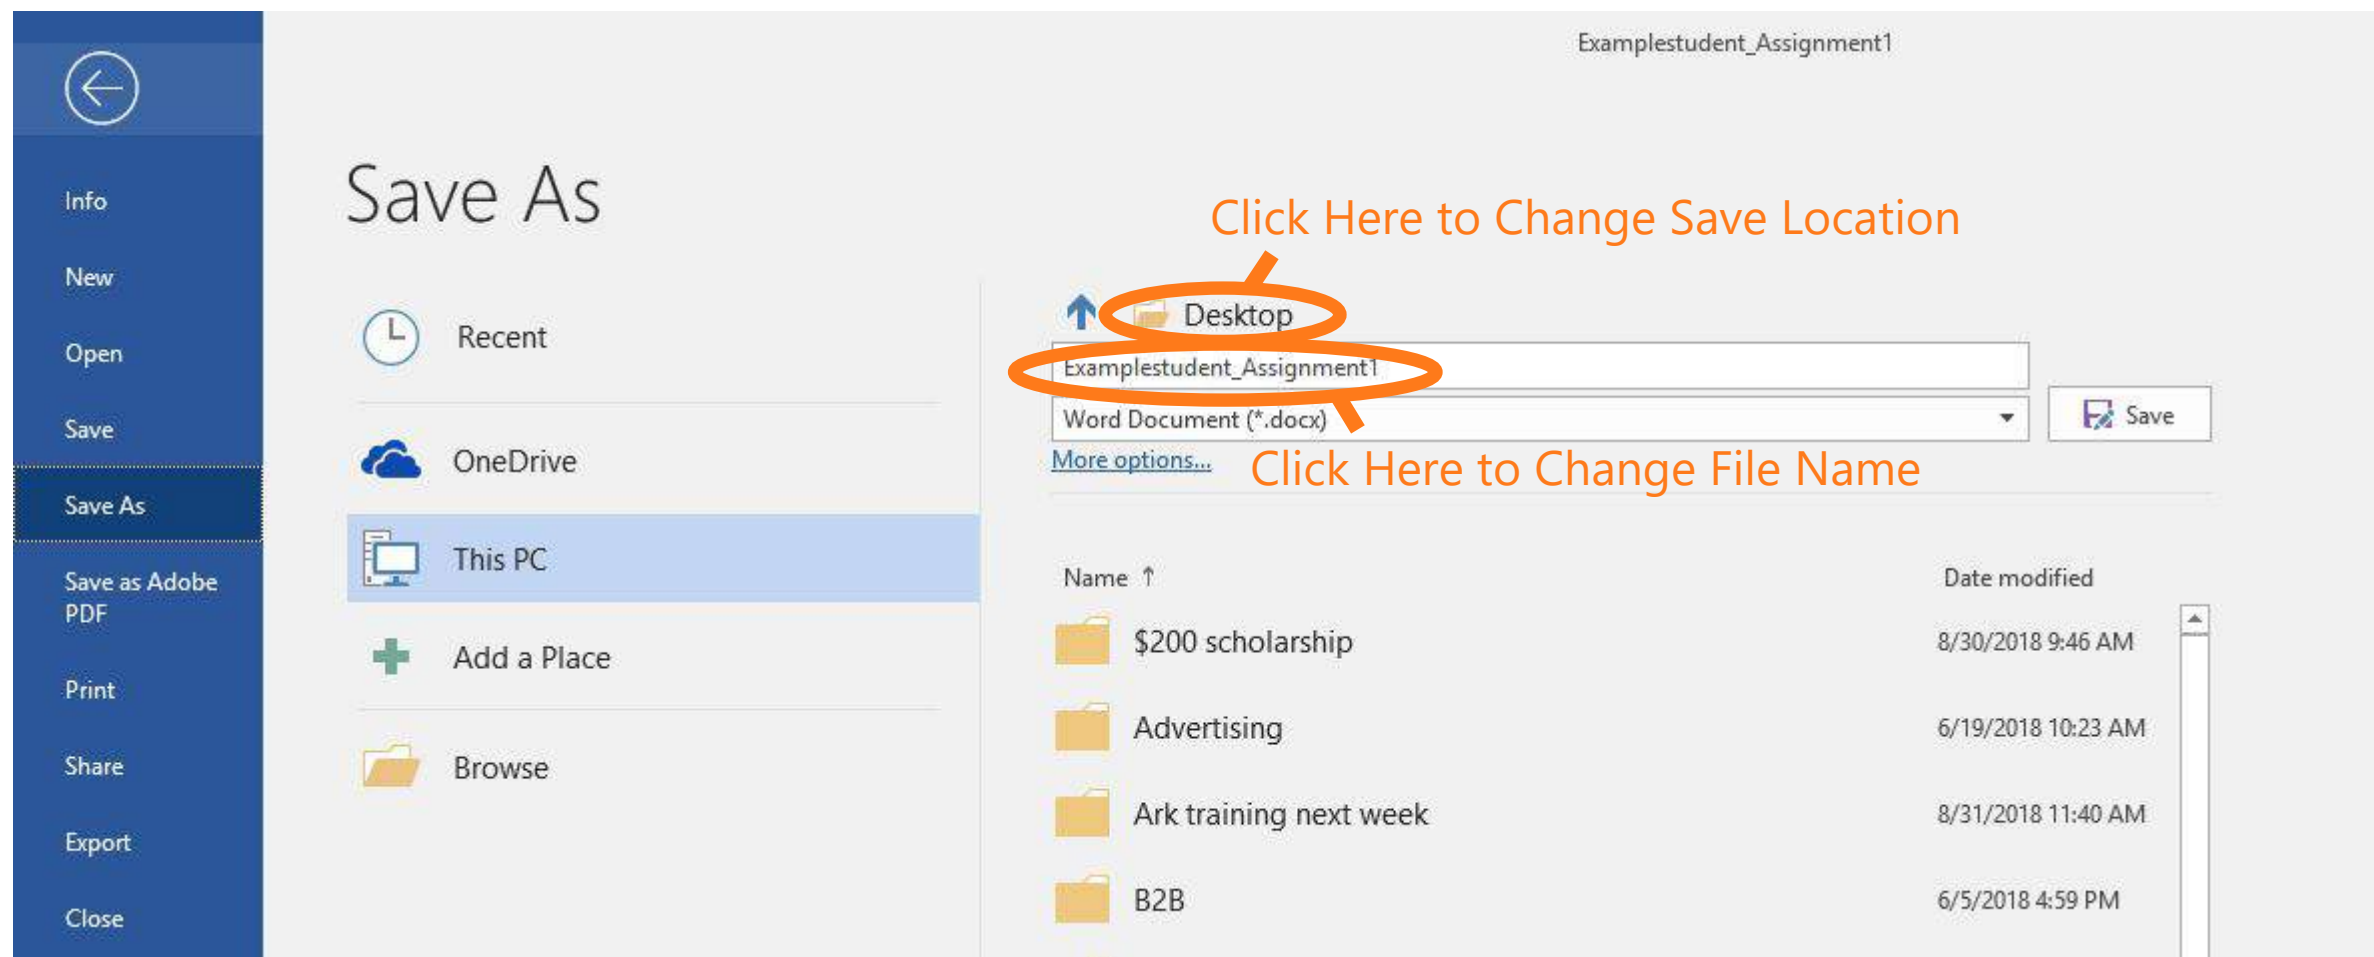 Examplestudent_Assignment1
Info
New
Open
Save
Save As
Save as Adobe
PDF
Print
Share
Export
Close
Save As
Recent
OneDrive
This PC
Add a Place
Browse
Click Here to Change Save Location
Desktop
Examplestudent_Assignment1
Word Document (*.docx)
Save
More options...
Click Here to Change File Name
Name ↑ Date modified
$200 scholarship 8/30/2018 9:46 AM
Advertising 6/19/2018 10:23 AM
Ark training next week 8/31/2018 11:40 AM
B2B 6/5/2018 4:59 PM